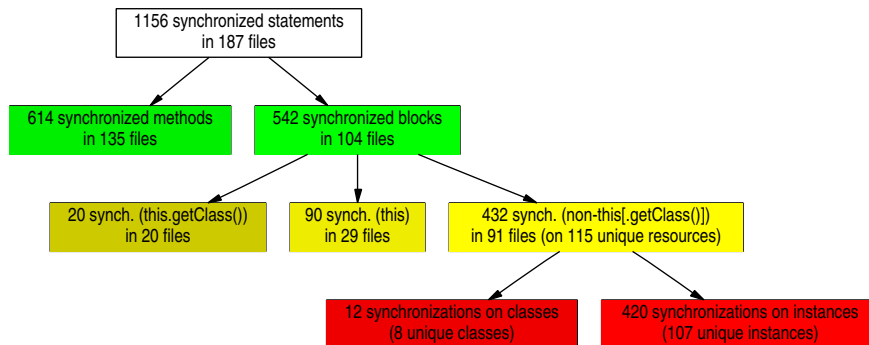 1156 synchronized statements
in 187 files
614 synchronized methods
in 135 files
542 synchronized blocks
in 104 files
20 synch. (this.getClass())
in 20 files
90 synch. (this)
in 29 files
432 synch. (non-this[.getClass()])
in 91 files (on 115 unique resources)
12 synchronizations on classes
(8 unique classes)
420 synchronizations on instances
(107 unique instances)